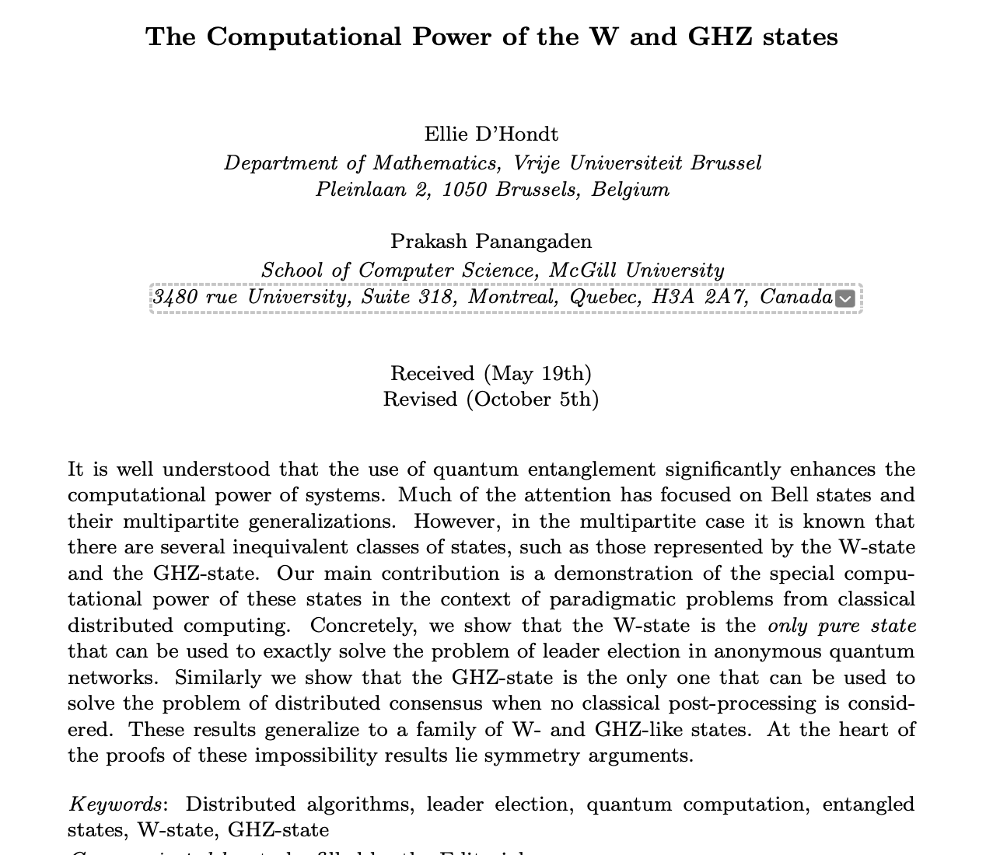 The Computational Power of the W and GHZ states
Ellie D'Hondt
Department of Mathematics, Vrije Universiteit Brussel
Pleinlaan 2, 1050 Brussels, Belgium
Prakash Panangaden
School of Computer Science, McGill University
3480 rue University, Suite 318, Montreal, Quebec, H3A 2A7, Canada
Received (May 19th)
Revised (October 5th)
It is well understood that the use of quantum entanglement significantly enhances the
computational power of systems. Much of the attention has focused on Bell states and
their multipartite generalizations. However, in the multipartite case it is known that
there are several inequivalent classes of states, such as those represented by the W-state
and the GHZ-state. Our main contribution is a demonstration of the special compu-
tational power of these states in the context of paradigmatic problems from classical
distributed computing. Concretely, we show that the W-state is the only pure state
that can be used to exactly solve the problem of leader election in anonymous quantum
networks. Similarly we show that the GHZ-state is the only one that can be used to
solve the problem of distributed consensus when no classical post-processing is consid-
ered. These results generalize to a family of W- and GHZ-like states. At the heart of
the proofs of these impossibility results lie symmetry arguments.
Keywords: Distributed algorithms, leader election, quantum computation, entangled
states, W-state, GHZ-state